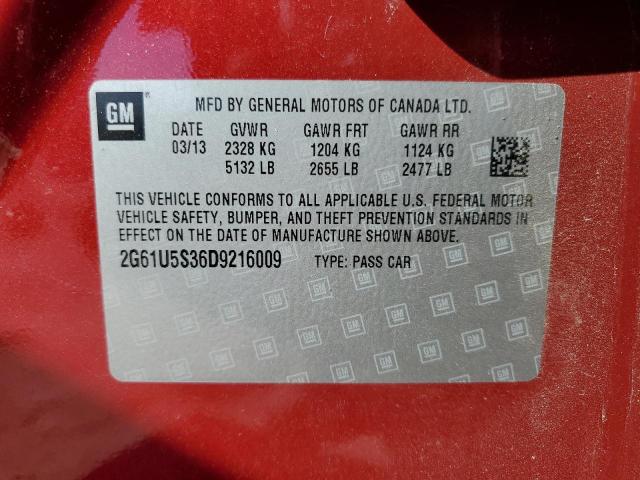 GM
MFD BY GENERAL MOTORS OF CANADA LTD.
DATE GVWR GAWR FRT GAWR RR
03/13 2328 KG 1204 KG 1124 KG
5132 LB 2655 LB 2477 LB
THIS VEHICLE CONFORMS TO ALL APPLICABLE U.S. FEDERAL MOTOR
VEHICLE SAFETY, BUMPER, AND THEFT PREVENTION STANDARDS IN
EFFECT ON THE DATE OF MANUFACTURE SHOWN ABOVE.
2G61U5S36D9216009 TYPE: PASS CAR